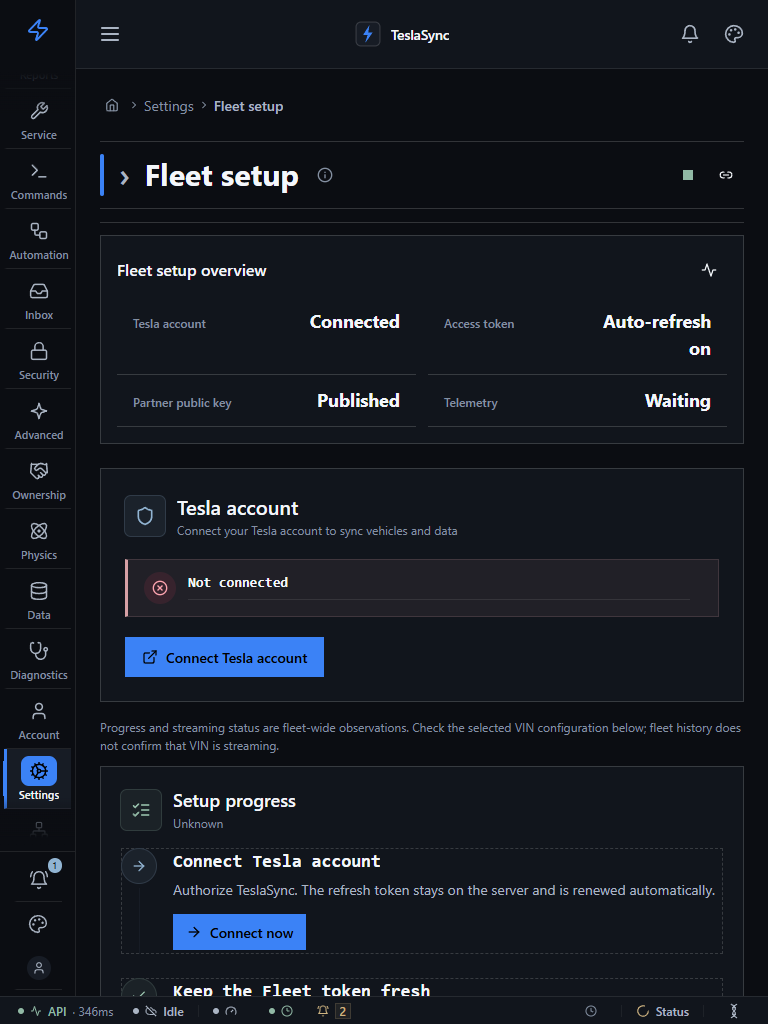 TeslaSync
Reports
Service
Commands
Automation
Inbox
Security
Advanced
Ownership
Physics
Data
Diagnostics
Account
Settings
1
Settings
Fleet setup
Fleet setup
Fleet setup overview
Tesla account
Connected
Access token
Auto-refresh
on
Partner public key
Published
Telemetry
Waiting
Tesla account
Connect your Tesla account to sync vehicles and data
Not connected
Connect Tesla account
Progress and streaming status are fleet-wide observations. Check the selected VIN configuration below; fleet history does
not confirm that VIN is streaming.
Setup progress
Unknown
Connect Tesla account
Authorize TeslaSync. The refresh token stays on the server and is renewed automatically.
Connect now
Keep the Fleet token fresh
API · 346ms
Idle
2
Status